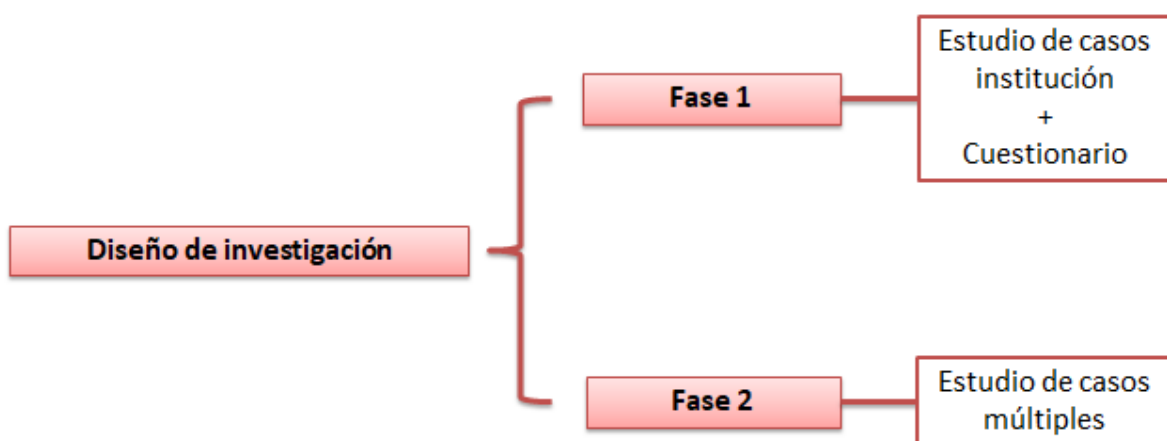 Diseño de investigación
Fase 1
Estudio de casos
institución
+
Cuestionario
Fase 2
Estudio de casos
múltiples